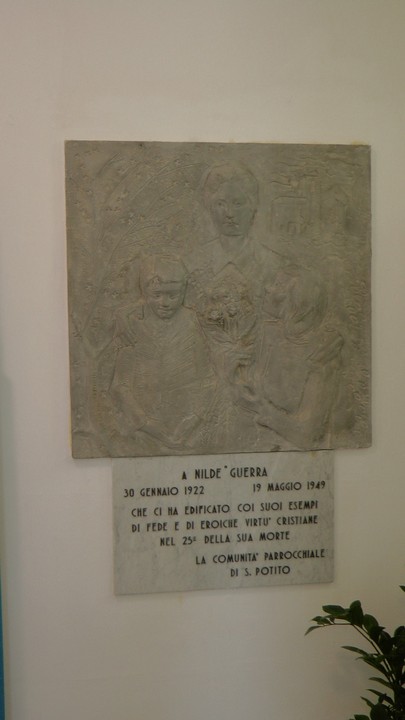 A NILDE GUERRA
30 GENNAIO 1922 19 MAGGIO 1949
CHE CI HA EDIFICATO COI SUOI ESEMPI
DI FEDE E DI EROICHE VIRTU' CRISTIANE
NEL 25° DELLA SUA MORTE
LA COMUNITA' PARROCCHIALE
DI S. POTITO